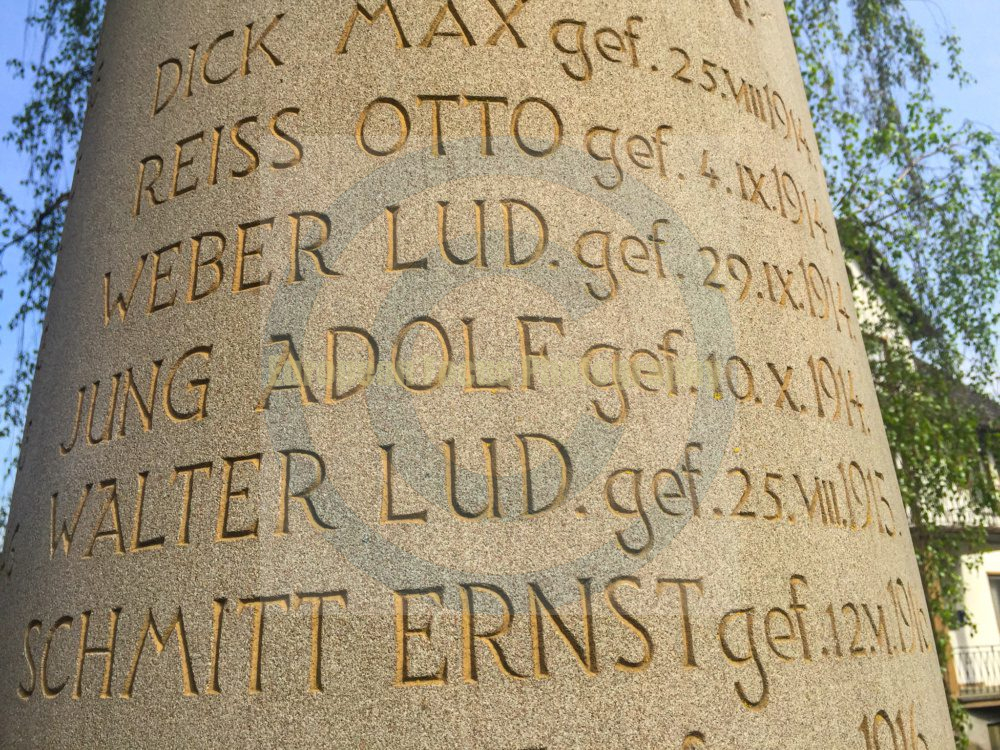 DICK MAX gef. 25.VIII.1914.
REISS OTTO gef. 4.IX.1914.
WEBER LUD. gef. 29.IX.1914.
JUNG ADOLF gef. 10.X.1914.
WALTER LUD. gef. 25.VIII.1915.
SCHMITT ERNST gef. 12.V.1916
1916